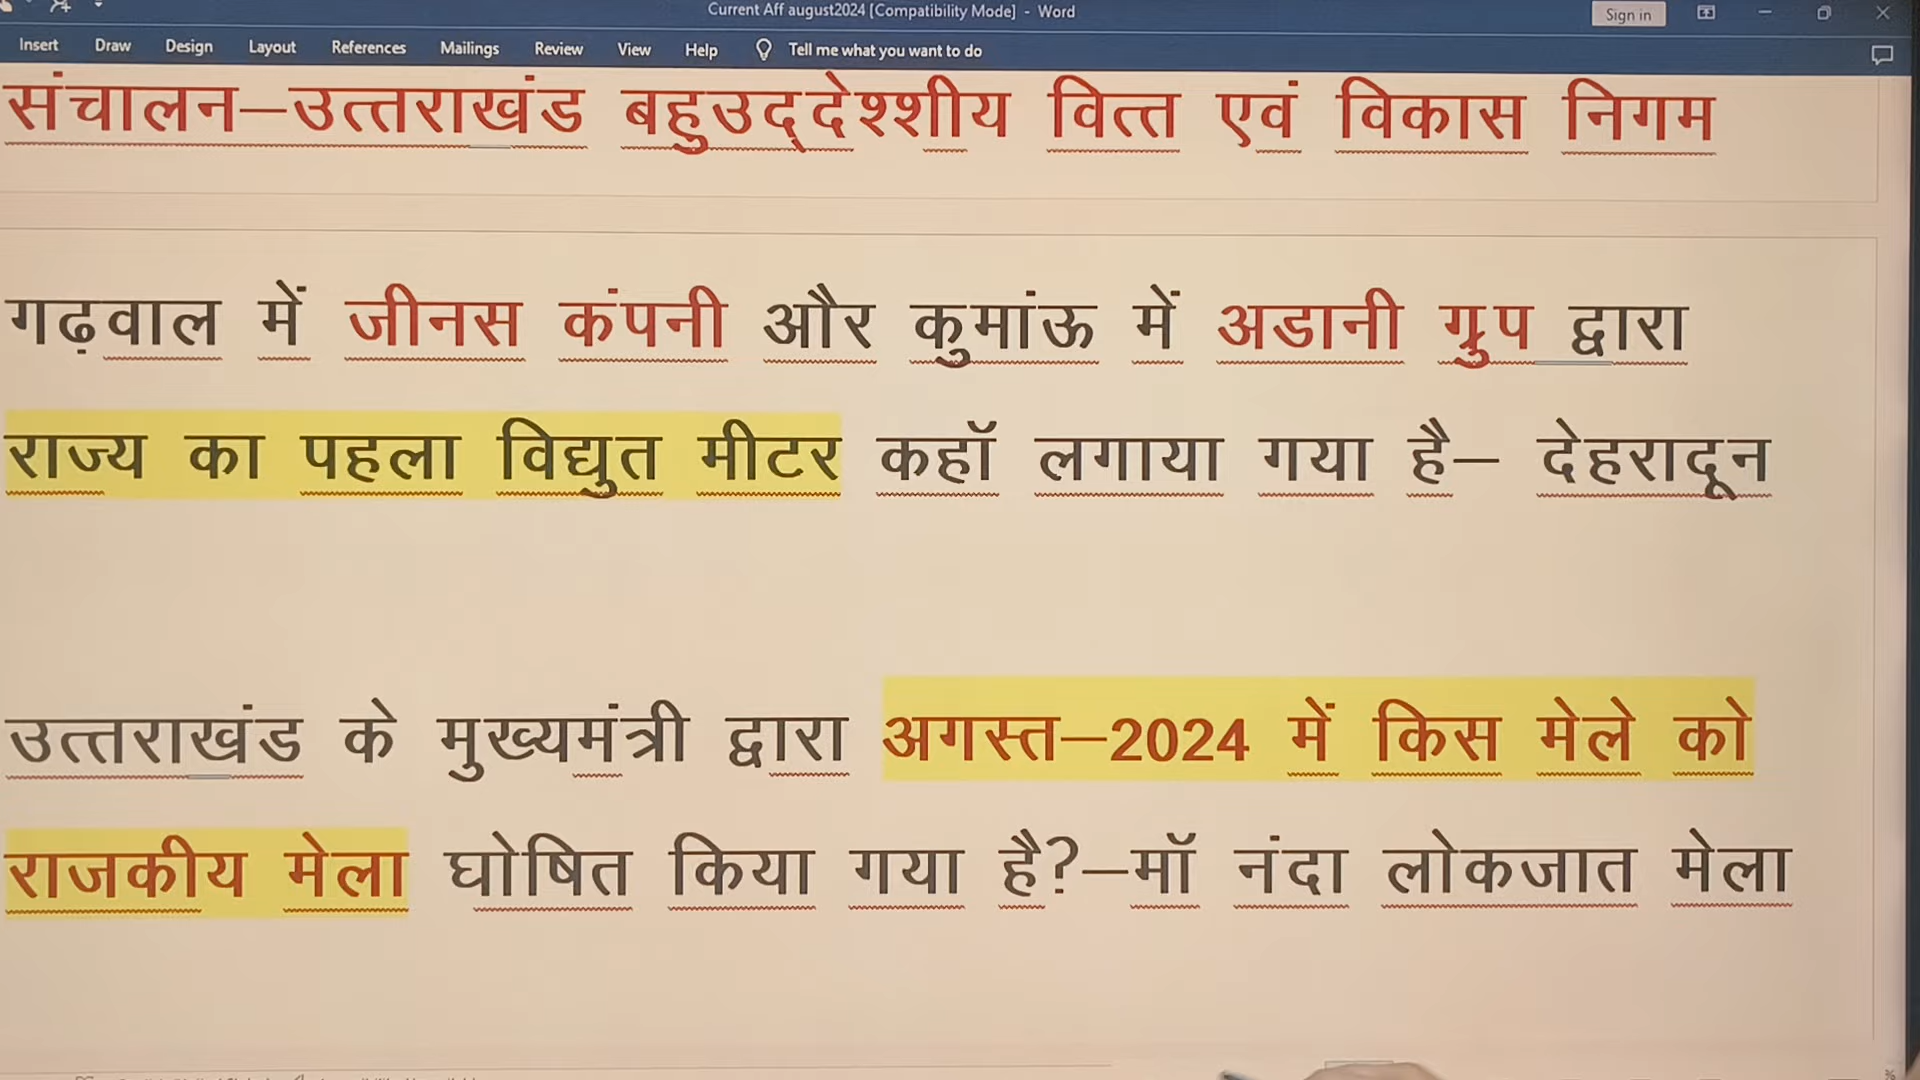 Current Aff august2024 [Compatibility Mode] - Word
Sign in
Insert Draw Design Layout References Mailings Review View Help Tell me what you want to do
संचालन–उत्तराखंड बहुउद्देश्शीय वित्त एवं विकास निगम
गढ़वाल में जीनस कंपनी और कुमांऊ में अडानी ग्रुप द्वारा
राज्य का पहला विद्युत मीटर कहॉ लगाया गया है– देहरादून
उत्तराखंड के मुख्यमंत्री द्वारा अगस्त–2024 में किस मेले को
राजकीय मेला घोषित किया गया है?–मॉ नंदा लोकजात मेला